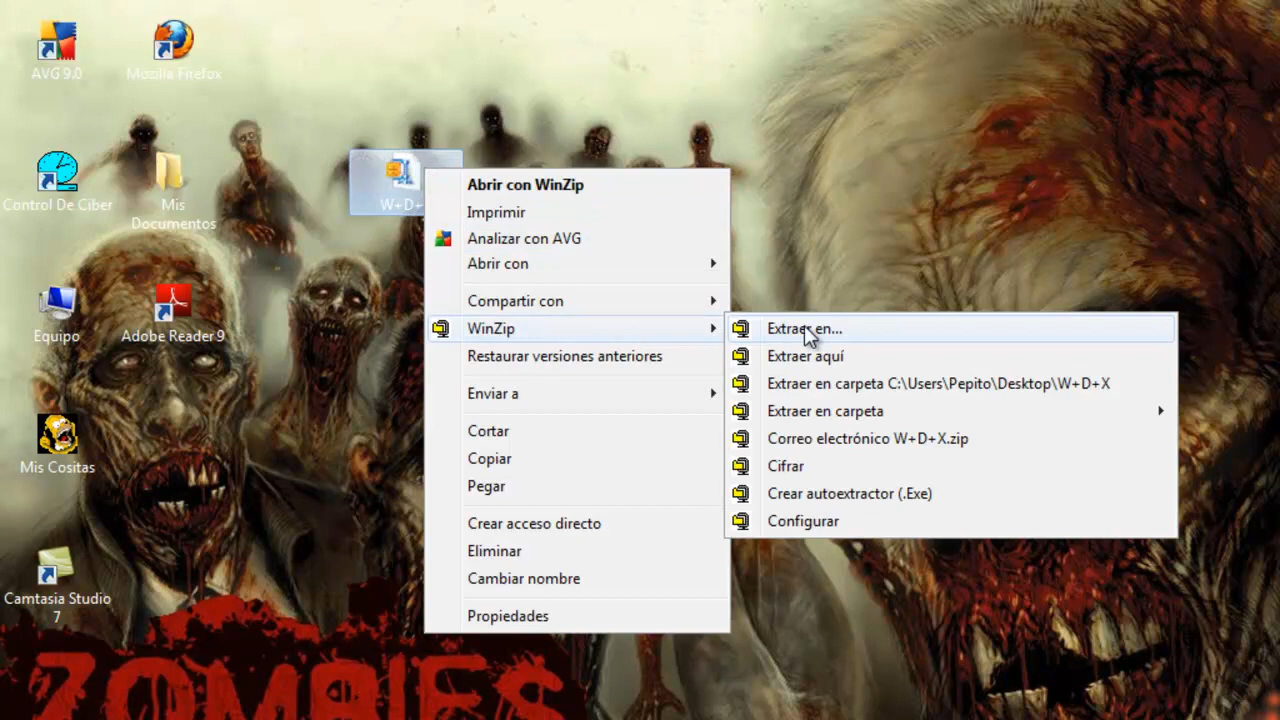 AVG 9.0
Mozilla Firefox
Control De Ciber
Mis
Documentos
Equipo
Adobe Reader 9
Mis Cositas
Camtasia Studio
7
W+D+
Abrir con WinZip
Imprimir
Analizar con AVG
Abrir con
Compartir con
WinZip
Restaurar versiones anteriores
Enviar a
Cortar
Copiar
Pegar
Crear acceso directo
Eliminar
Cambiar nombre
Propiedades
Extraer en...
Extraer aquí
Extraer en carpeta C:\Users\Pepito\Desktop\W+D+X
Extraer en carpeta
Correo electrónico W+D+X.zip
Cifrar
Crear autoextractor (.Exe)
Configurar
ZOMBIES